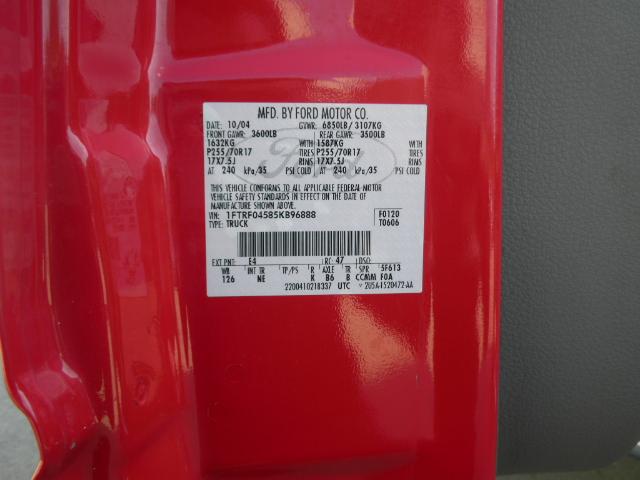 MFD. BY FORD MOTOR CO.
DATE: 10/04 GVWR: 6850LB/ 3107KG
FRONT GAWR: 3600LB REAR GAWR: 3500LB
1632KG WITH 1587KG WITH
P255/70R17 TIRES P255/70R17 TIRES
17X7.5J RIMS 17X7.5J RIMS
AT 240 kPa/35 PSI COLD AT 240 kPa/35 PSI COLD
THIS VEHICLE CONFORMS TO ALL APPLICABLE FEDERAL MOTOR
VEHICLE SAFETY STANDARDS IN EFFECT ON THE DATE OF
MANUFACTURE SHOWN ABOVE.
VIN: 1FTRF04585KB96888 F0120
TYPE: TRUCK T0606
EXT PNT: E4 RC: 47 DSO:
WB INT TR TP/PS R AXLE TR SPR 5F613
126 NE K B6 B CCMM F0A
2200410218337 UTC 2U5A-1520472-AA
Ford